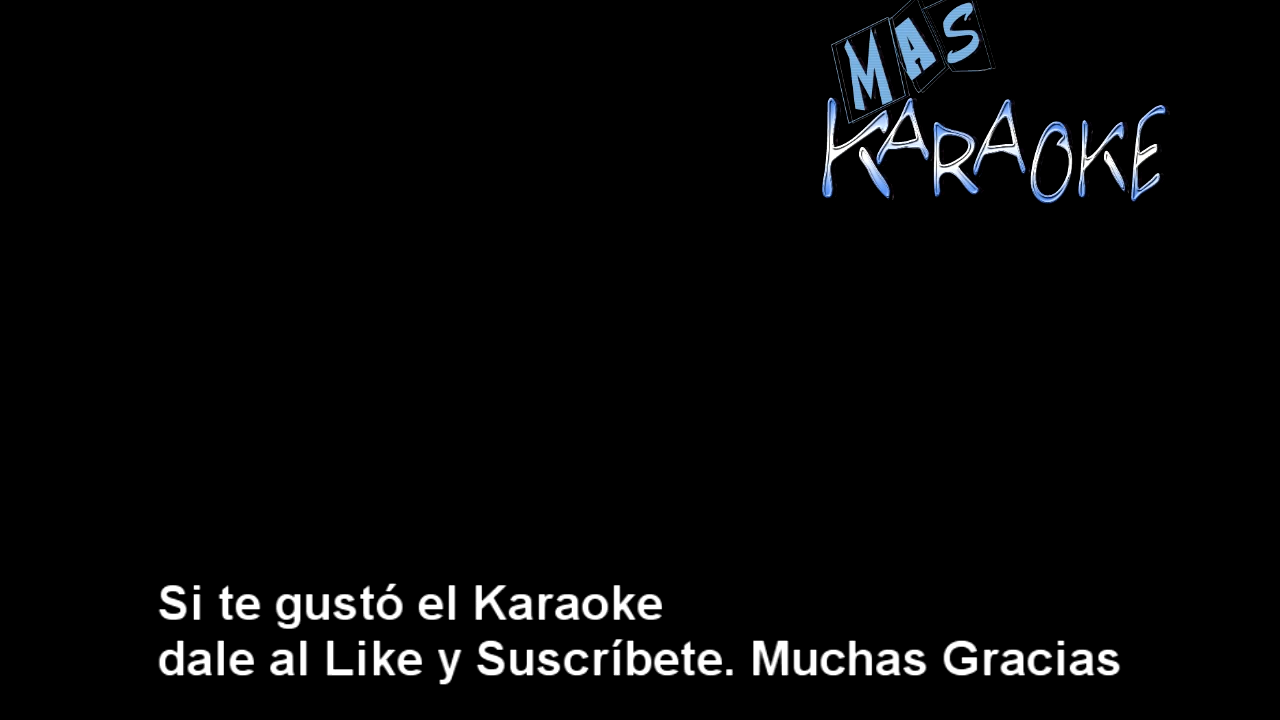 MAS
KARAOKE
Si te gustó el Karaoke
dale al Like y Suscríbete. Muchas Gracias